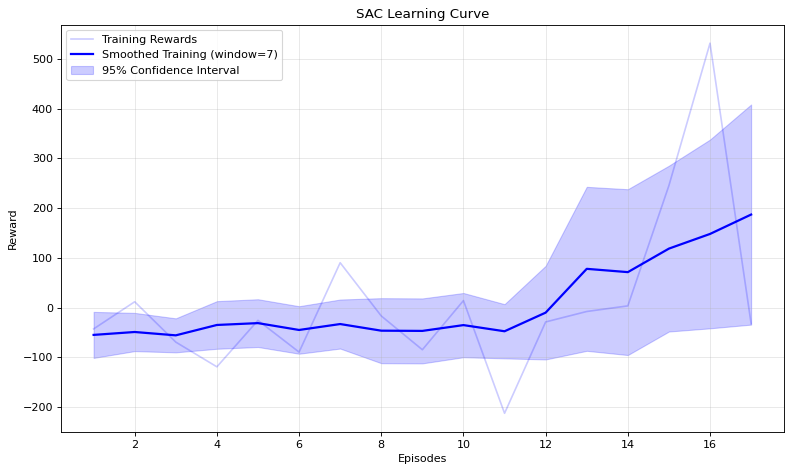 SAC Learning Curve
Training Rewards
Smoothed Training (window=7)
95% Confidence Interval
Reward
500
400
300
200
100
0
−100
−200
2 4 6 8 10 12 14 16
Episodes